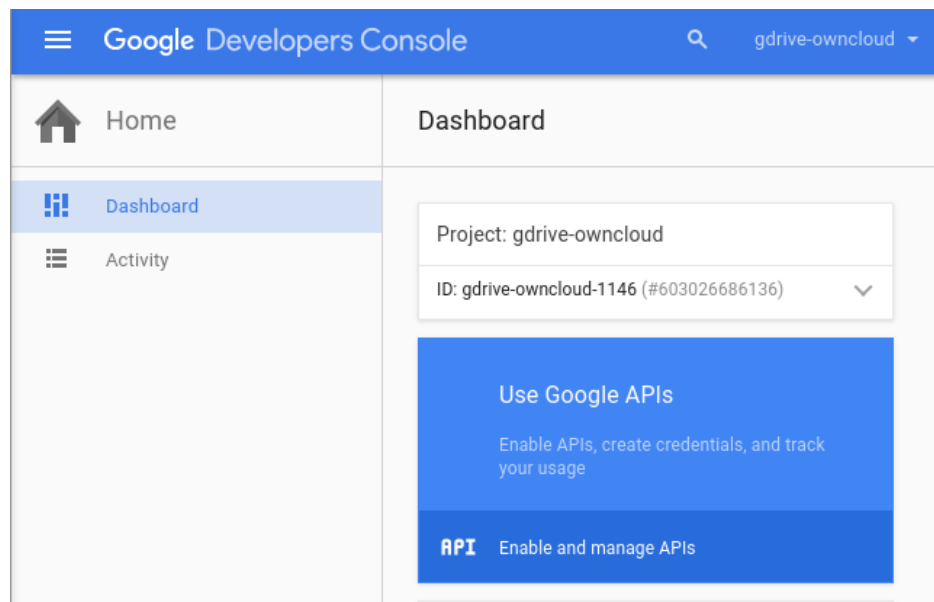 Google Developers Console
gdrive-owncloud
Home
Dashboard
Dashboard
Activity
Project: gdrive-owncloud
ID: gdrive-owncloud-1146 (#603026686136)
Use Google APIs
Enable APIs, create credentials, and track
your usage
API Enable and manage APIs